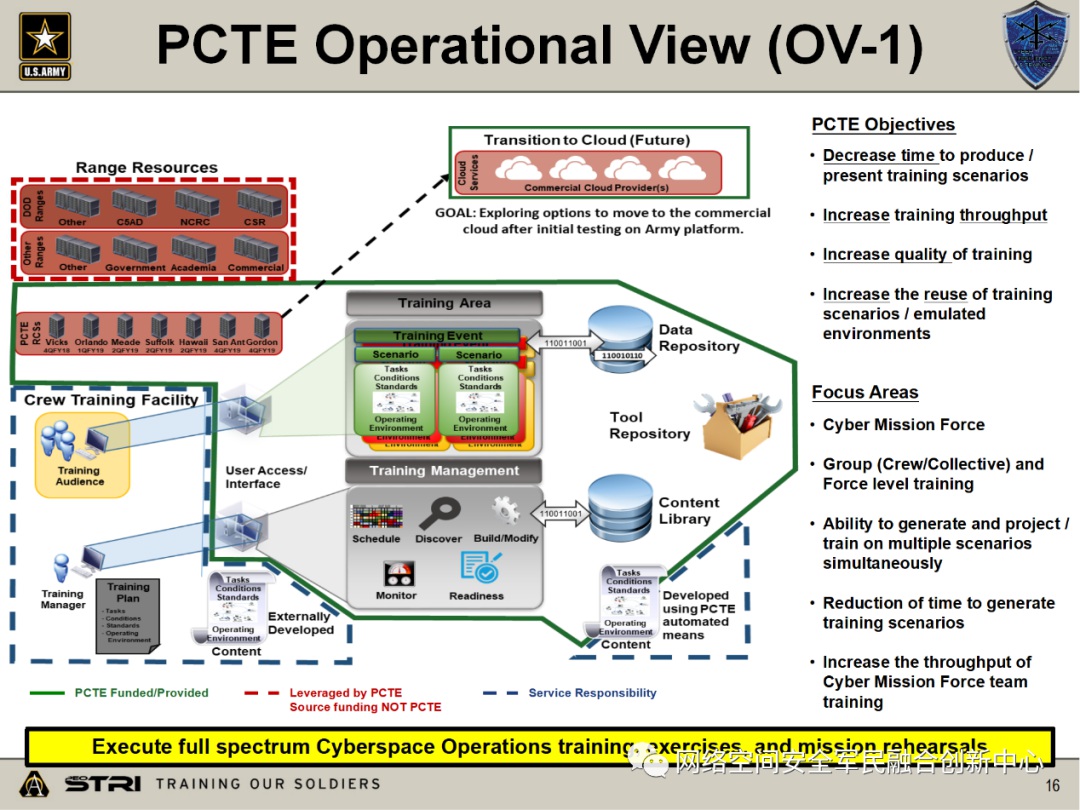 PCTE Operational View (OV-1)
U.S.ARMY
Range Resources
DOD
Ranges
Other
C5AD
NCRC
CSR
Other
Ranges
Other
Government
Academia
Commercial
Transition to Cloud (Future)
Cloud
Services
Commercial Cloud Provider(s)
GOAL: Exploring options to move to the commercial
cloud after initial testing on Army platform.
PCTE
RCSs
Vicks
4QFY18
Orlando
1QFY19
Meade
2QFY19
Suffolk
2QFY19
Hawaii
2QFY19
San Ant
4QFY19
Gordon
4QFY19
Crew Training Facility
Training
Audience
User Access/
Interface
Training
Manager
Training
Plan
- Tasks
- Conditions
- Standards
- Operating
Environment
Tasks
Conditions
Standards
Operating
Environment
Content
Externally
Developed
Training Area
Training Event
Scenario
Tasks
Conditions
Standards
Operating
Environment
Environment
Scenario
Tasks
Conditions
Standards
Operating
Environment
Environment
Training Management
Schedule
Discover
Build/Modify
Monitor
Readiness
110011001
110010110
Data
Repository
Tool
Repository
110011001
Content
Library
Tasks
Conditions
Standards
Operating
Environment
Content
Developed
using PCTE
automated
means
PCTE Objectives
• Decrease time to produce /
present training scenarios
• Increase training throughput
• Increase quality of training
• Increase the reuse of training
scenarios / emulated
environments
Focus Areas
• Cyber Mission Force
• Group (Crew/Collective) and
Force level training
• Ability to generate and project /
train on multiple scenarios
simultaneously
• Reduction of time to generate
training scenarios
• Increase the throughput of
Cyber Mission Force team
training
PCTE Funded/Provided
Leveraged by PCTE
Source funding NOT PCTE
Service Responsibility
Execute full spectrum Cyberspace Operations training, exercises, and mission rehearsals
网络空间安全军民融合创新中心
PEO
STRI
TRAINING OUR SOLDIERS
16